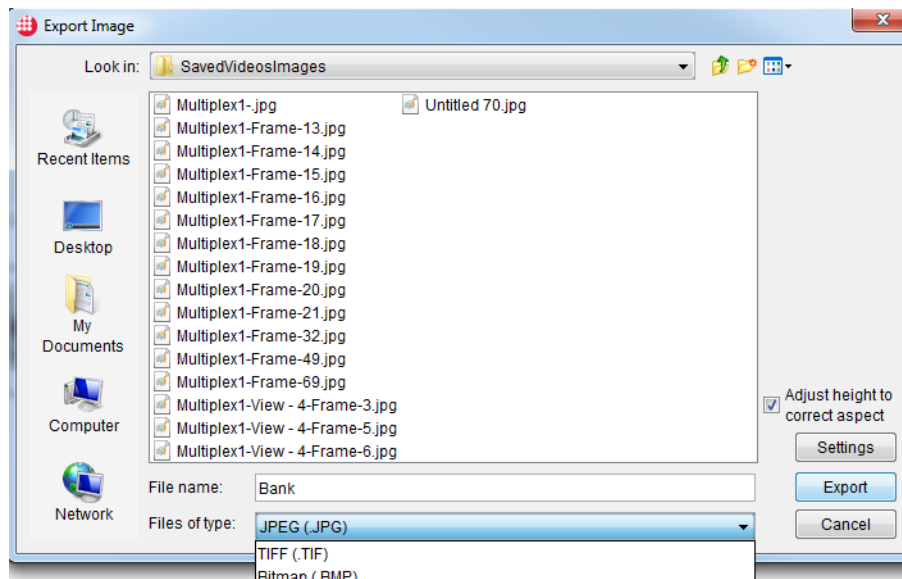 Export Image
Look in: SavedVideosImages
Recent Items
Desktop
My
Documents
Computer
Network
Multiplex1-.jpg
Multiplex1-Frame-13.jpg
Multiplex1-Frame-14.jpg
Multiplex1-Frame-15.jpg
Multiplex1-Frame-16.jpg
Multiplex1-Frame-17.jpg
Multiplex1-Frame-18.jpg
Multiplex1-Frame-19.jpg
Multiplex1-Frame-20.jpg
Multiplex1-Frame-21.jpg
Multiplex1-Frame-32.jpg
Multiplex1-Frame-49.jpg
Multiplex1-Frame-69.jpg
Multiplex1-View - 4-Frame-3.jpg
Multiplex1-View - 4-Frame-5.jpg
Multiplex1-View - 4-Frame-6.jpg
Untitled 70.jpg
Adjust height to
correct aspect
Settings
File name: Bank
Export
Files of type: JPEG (.JPG)
Cancel
TIFF (.TIF)
Bitmap (.BMP)